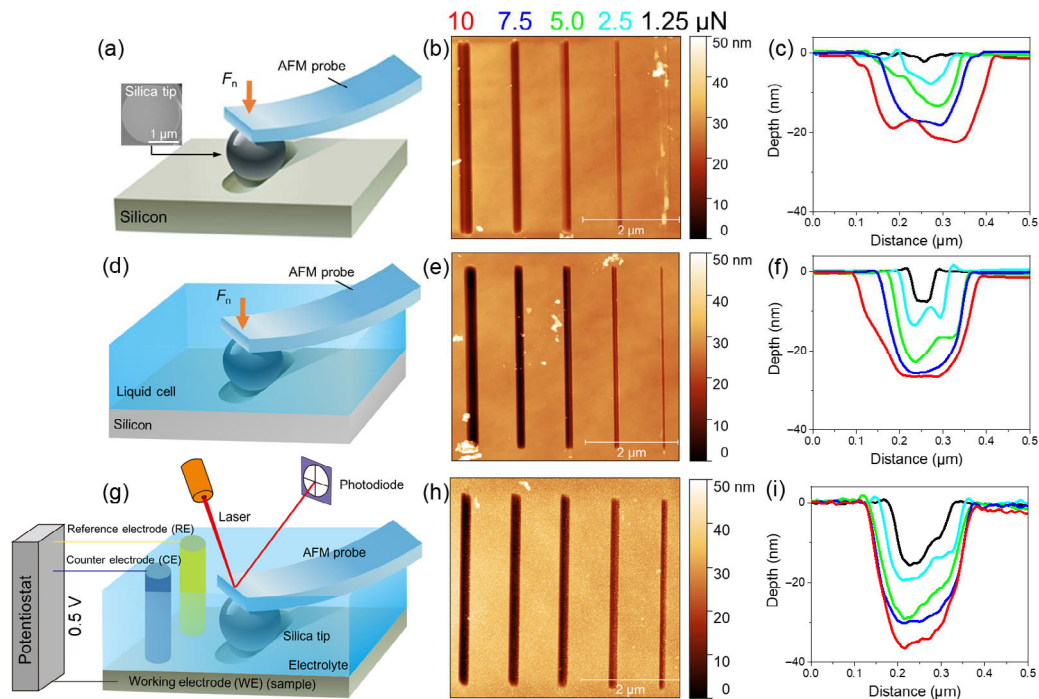 10 7.5 5.0 2.5 1.25 μN
(a)
AFM probe
Fn
Silica tip
1 μm
Silicon
(b)
2 μm
50 nm
40
30
20
10
0
(c)
Depth (nm)
0
−20
−40
0.0 0.1 0.2 0.3 0.4 0.5
Distance (μm)
(d)
AFM probe
Fn
Liquid cell
Silicon
(e)
2 μm
50 nm
40
30
20
10
0
(f)
Depth (nm)
0
−20
−40
0.0 0.1 0.2 0.3 0.4 0.5
Distance (μm)
(g)
Photodiode
Laser
Reference electrode (RE)
AFM probe
Counter electrode (CE)
Potentiostat
0.5 V
Silica tip
Electrolyte
Working electrode (WE) (sample)
(h)
2 μm
50 nm
40
30
20
10
0
(i)
Depth (nm)
0
−20
−40
0.0 0.1 0.2 0.3 0.4 0.5
Distance (μm)